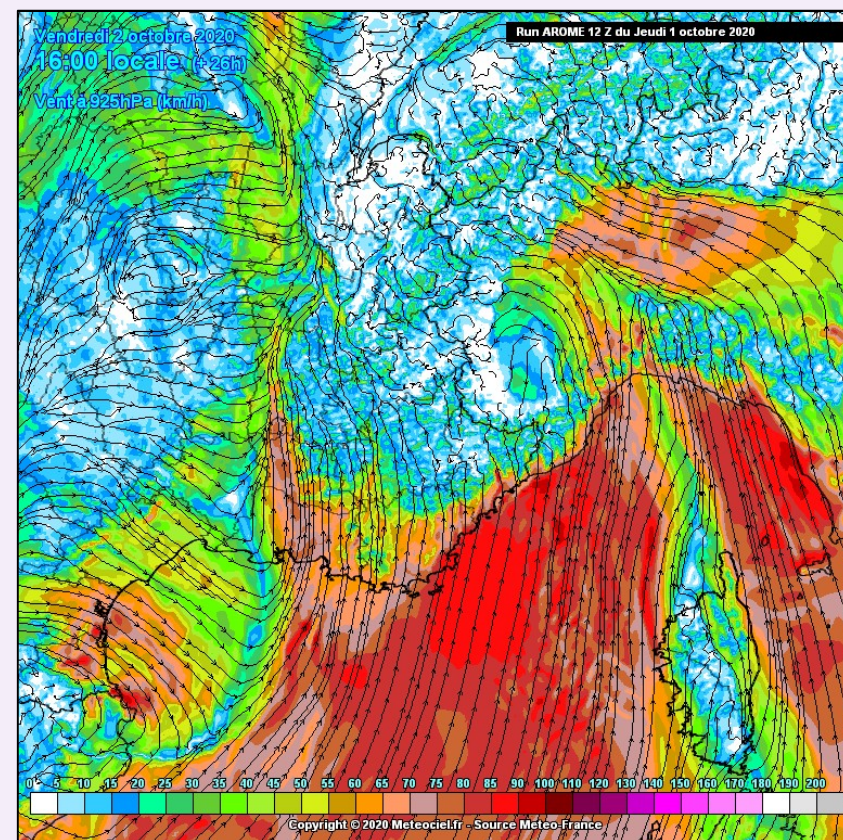 Vendredi 2 octobre 2020
Run AROME 12 Z du Jeudi 1 octobre 2020
16:00 locale (+26h)
Vent à 925hPa (km/h)
0 5 10 15 20 25 30 35 40 45 50 55 60 65 70 75 80 85 90 100 110 120 130 140 150 160 170 180 190 200
Copyright © 2020 Meteociel.fr - Source Meteo-France